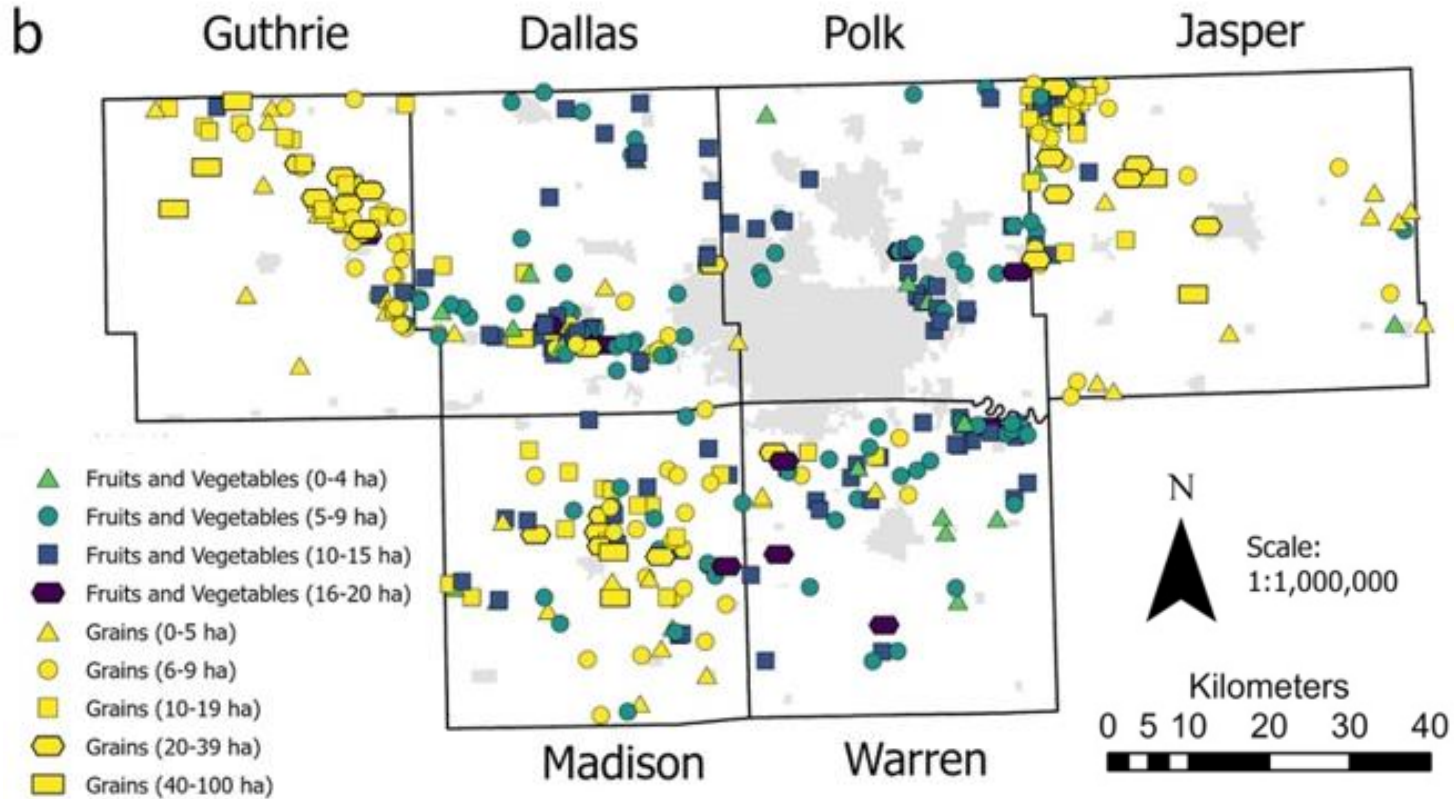 b
Guthrie
Dallas
Polk
Jasper
Fruits and Vegetables (0-4 ha)
Fruits and Vegetables (5-9 ha)
Fruits and Vegetables (10-15 ha)
Fruits and Vegetables (16-20 ha)
Grains (0-5 ha)
Grains (6-9 ha)
Grains (10-19 ha)
Grains (20-39 ha)
Grains (40-100 ha)
Madison
Warren
N
Scale:
1:1,000,000
Kilometers
0 5 10 20 30 40